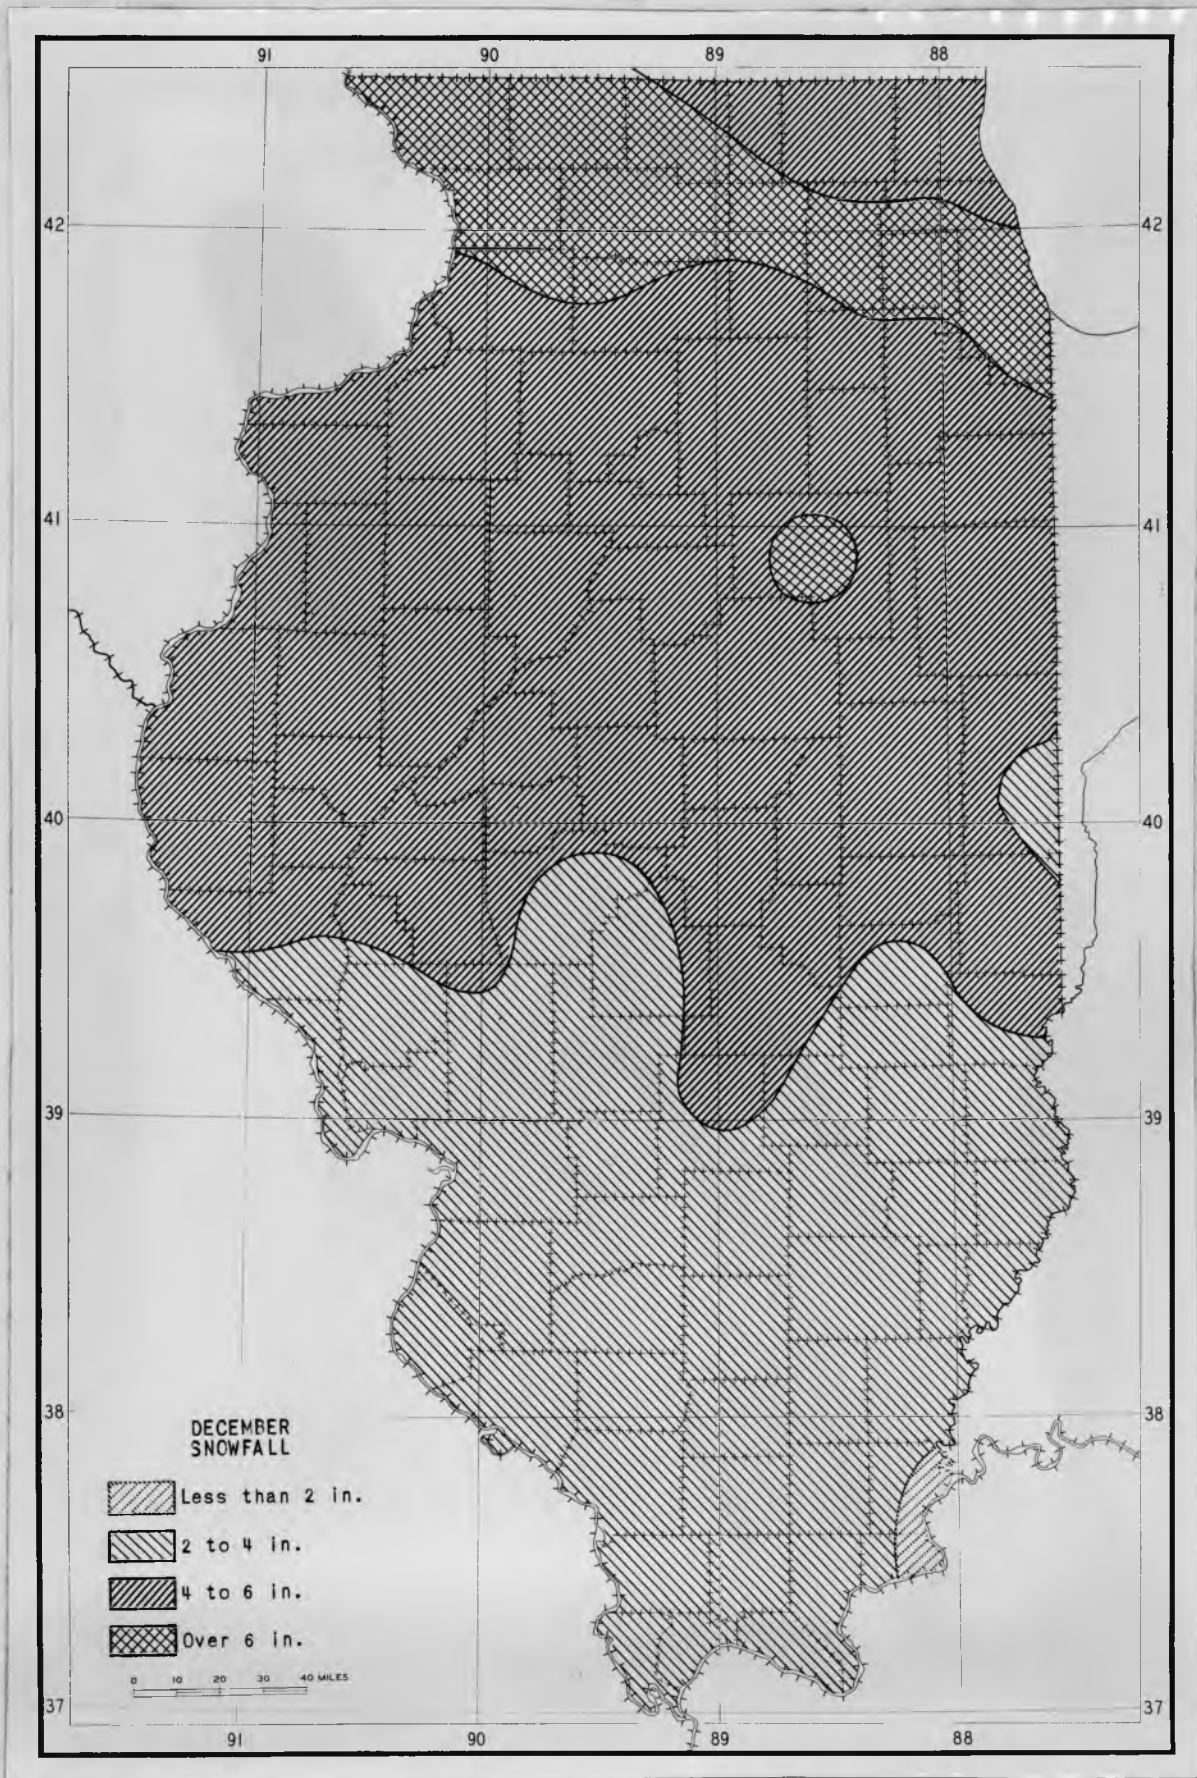 91 90 89 88
42 42
41 41
40 40
39 39
38 38
DECEMBER
SNOWFALL
Less than 2 in.
2 to 4 in.
4 to 6 in.
Over 6 in.
0 10 20 30 40 MILES
37 37
91 90 89 88